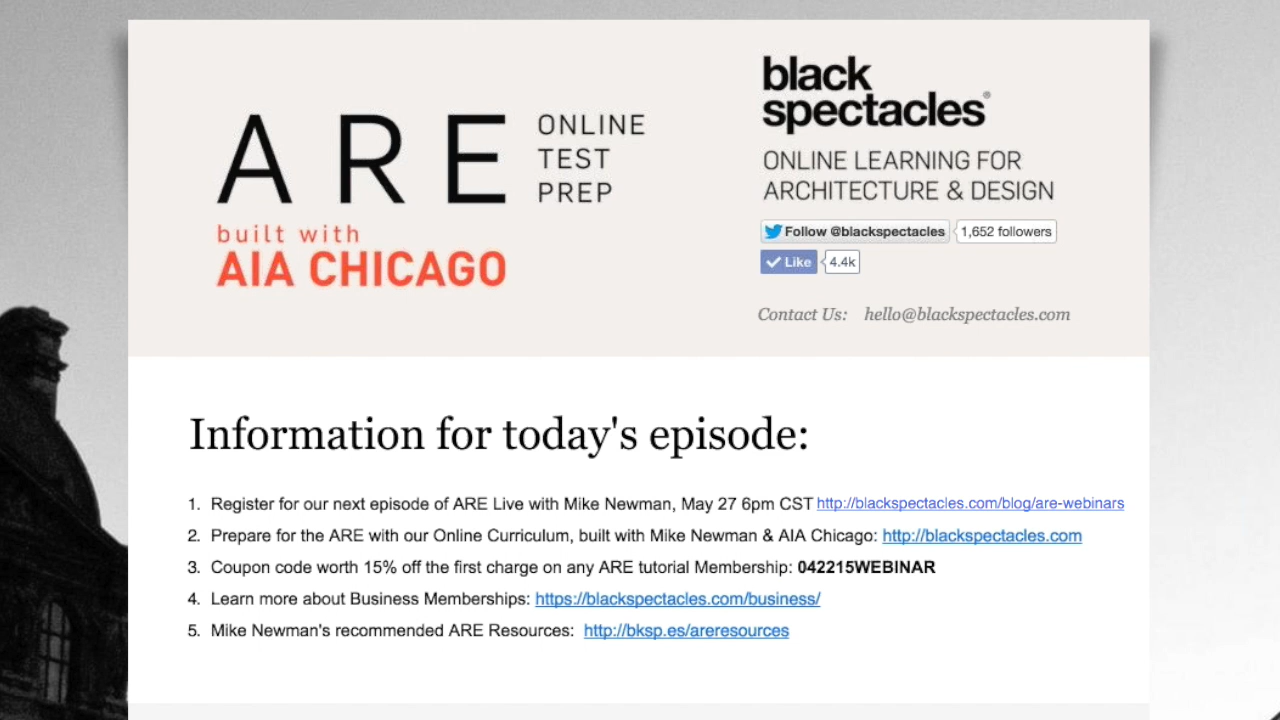 A R E
ONLINE
TEST
PREP
built with
AIA CHICAGO
black
spectacles®
ONLINE LEARNING FOR
ARCHITECTURE & DESIGN
Follow @blackspectacles 1,652 followers
Like 4.4k
Contact Us: hello@blackspectacles.com
Information for today's episode:
1. Register for our next episode of ARE Live with Mike Newman, May 27 6pm CST http://blackspectacles.com/blog/are-webinars
2. Prepare for the ARE with our Online Curriculum, built with Mike Newman & AIA Chicago: http://blackspectacles.com
3. Coupon code worth 15% off the first charge on any ARE tutorial Membership: 042215WEBINAR
4. Learn more about Business Memberships: https://blackspectacles.com/business/
5. Mike Newman's recommended ARE Resources: http://bksp.es/areresources